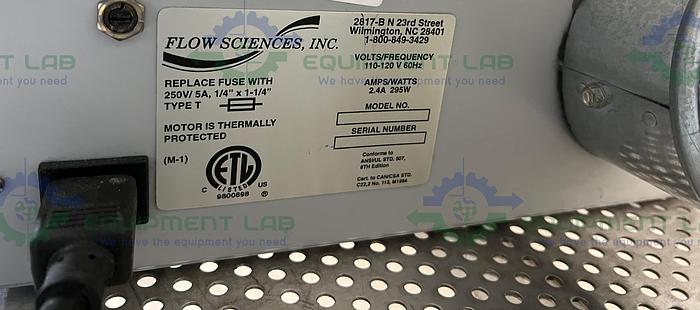 FLOW SCIENCES, INC.
REPLACE FUSE WITH
250V/ 5A, 1/4" x 1-1/4"
TYPE T
MOTOR IS THERMALLY
PROTECTED
(M-1)
ETL
C LISTED US
9800898 ®
2817-B N 23rd Street
Wilmington, NC 28401
1-800-849-3429
VOLTS/FREQUENCY
110-120 V 60Hz
AMPS/WATTS
2.4A 295W
MODEL NO.
SERIAL NUMBER
Conforms to
ANSI/UL STD. 507,
8TH Edition
Cert. to CAN/CSA STD.
C22.2 No. 113, M1984
EQUIPMENT LAB
We have the equipment you need